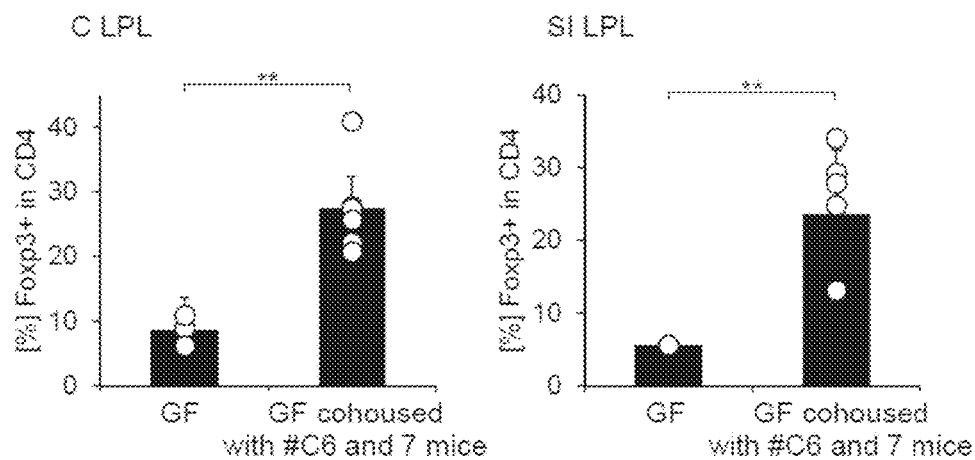 C LPL
SI LPL
[%] Foxp3+ in CD4
40
30
20
10
0
**
GF
GF cohoused
with #C6 and 7 mice
[%] Foxp3+ in CD4
40
30
20
10
0
**
GF
GF cohoused
with #C6 and 7 mice